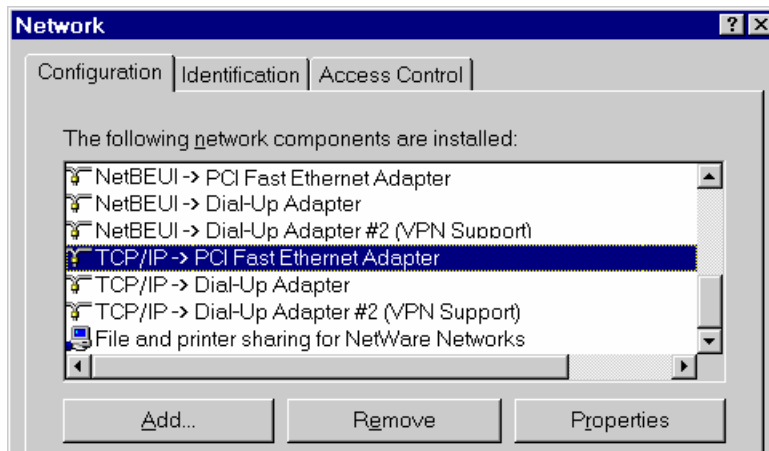 Network
Configuration Identification Access Control
The following network components are installed:
NetBEUI -> PCI Fast Ethernet Adapter
NetBEUI -> Dial-Up Adapter
NetBEUI -> Dial-Up Adapter #2 (VPN Support)
TCP/IP -> PCI Fast Ethernet Adapter
TCP/IP -> Dial-Up Adapter
TCP/IP -> Dial-Up Adapter #2 (VPN Support)
File and printer sharing for NetWare Networks
Add... Remove Properties